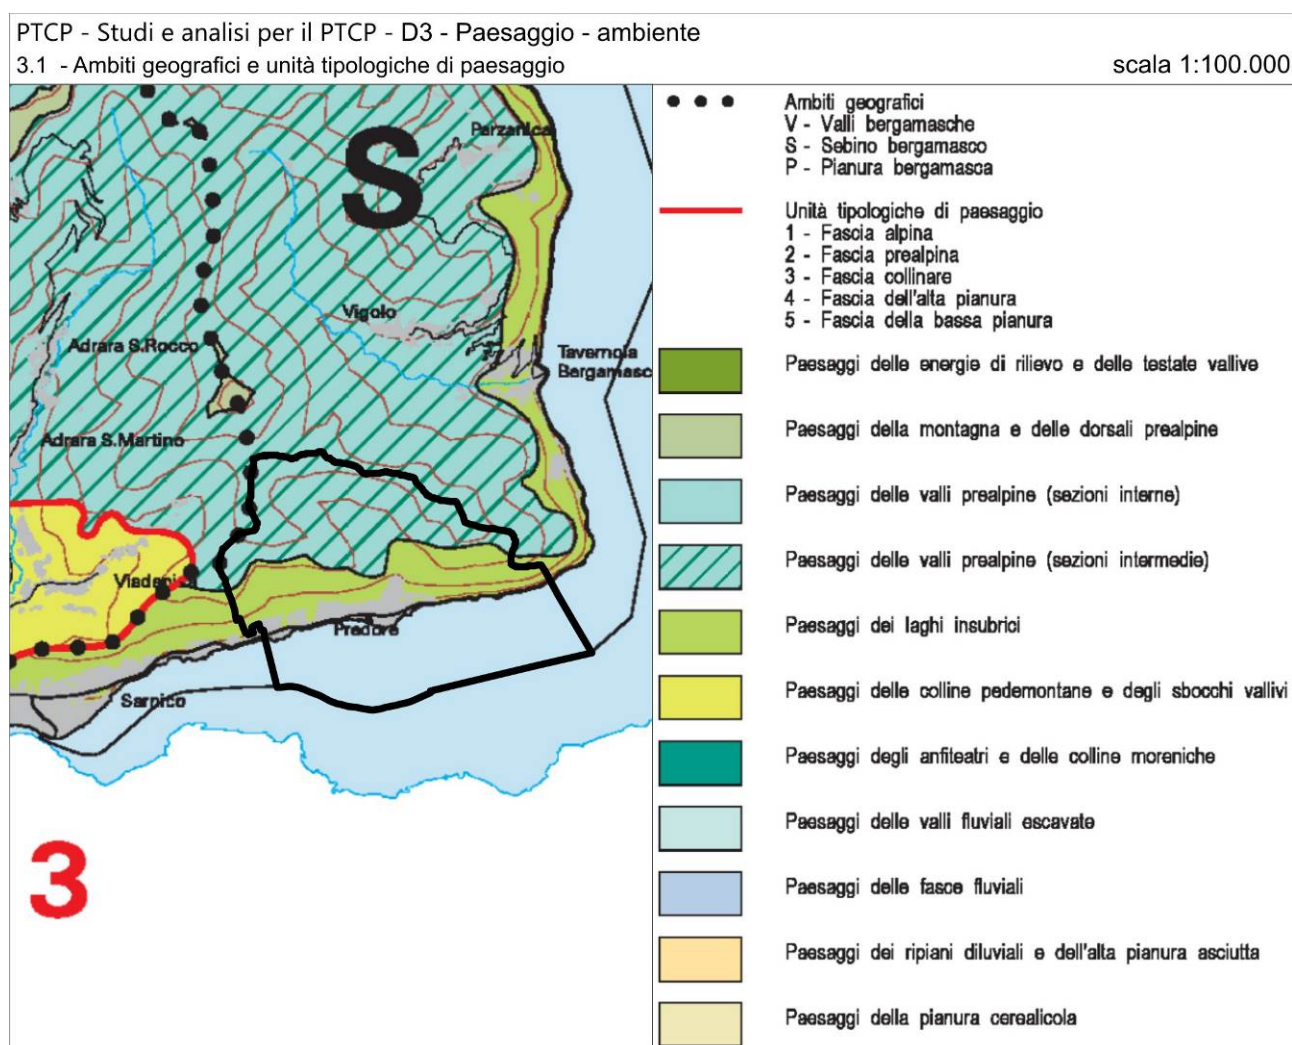 PTCP - Studi e analisi per il PTCP - D3 - Paesaggio - ambiente
3.1 - Ambiti geografici e unità tipologiche di paesaggio
scala 1:100.000
S
Parzanica
Vigolo
Adrara S.Rocco
Tavernola
Bergamasc
Adrara S.Martino
Viadanica
Predore
Sarnico
3
Ambiti geografici
V - Valli bergamasche
S - Sebino bergamasco
P - Pianura bergamasca
Unità tipologiche di paesaggio
1 - Fascia alpina
2 - Fascia prealpina
3 - Fascia collinare
4 - Fascia dell'alta pianura
5 - Fascia della bassa pianura
Paesaggi delle energie di rilievo e delle testate vallive
Paesaggi della montagna e delle dorsali prealpine
Paesaggi delle valli prealpine (sezioni interne)
Paesaggi delle valli prealpine (sezioni intermedie)
Paesaggi dei laghi insubrici
Paesaggi delle colline pedemontane e degli sbocchi vallivi
Paesaggi degli anfiteatri e delle colline moreniche
Paesaggi delle valli fluviali escavate
Paesaggi delle fasce fluviali
Paesaggi dei ripiani diluviali e dell'alta pianura asciutta
Paesaggi della pianura cerealicola